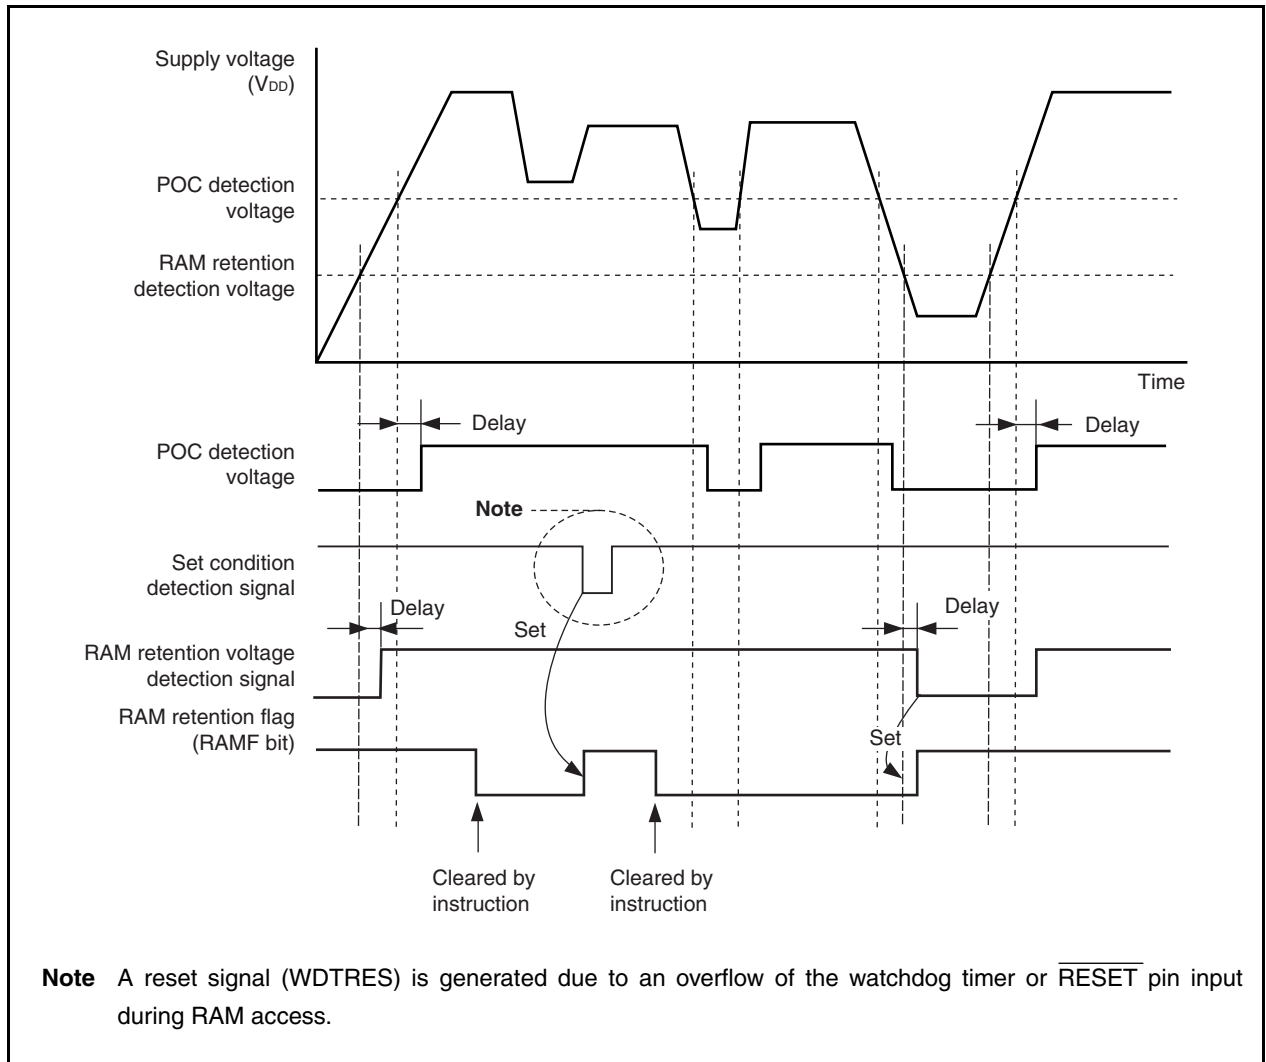 Supply voltage
(VDD)
POC detection
voltage
RAM retention
detection voltage
Time
Delay
Delay
POC detection
voltage
Note
Set condition
detection signal
Delay
Delay
Set
RAM retention voltage
detection signal
RAM retention flag
(RAMF bit)
Set
Cleared by
instruction
Cleared by
instruction
Note A reset signal (WDTRES) is generated due to an overflow of the watchdog timer or RESET pin input
during RAM access.